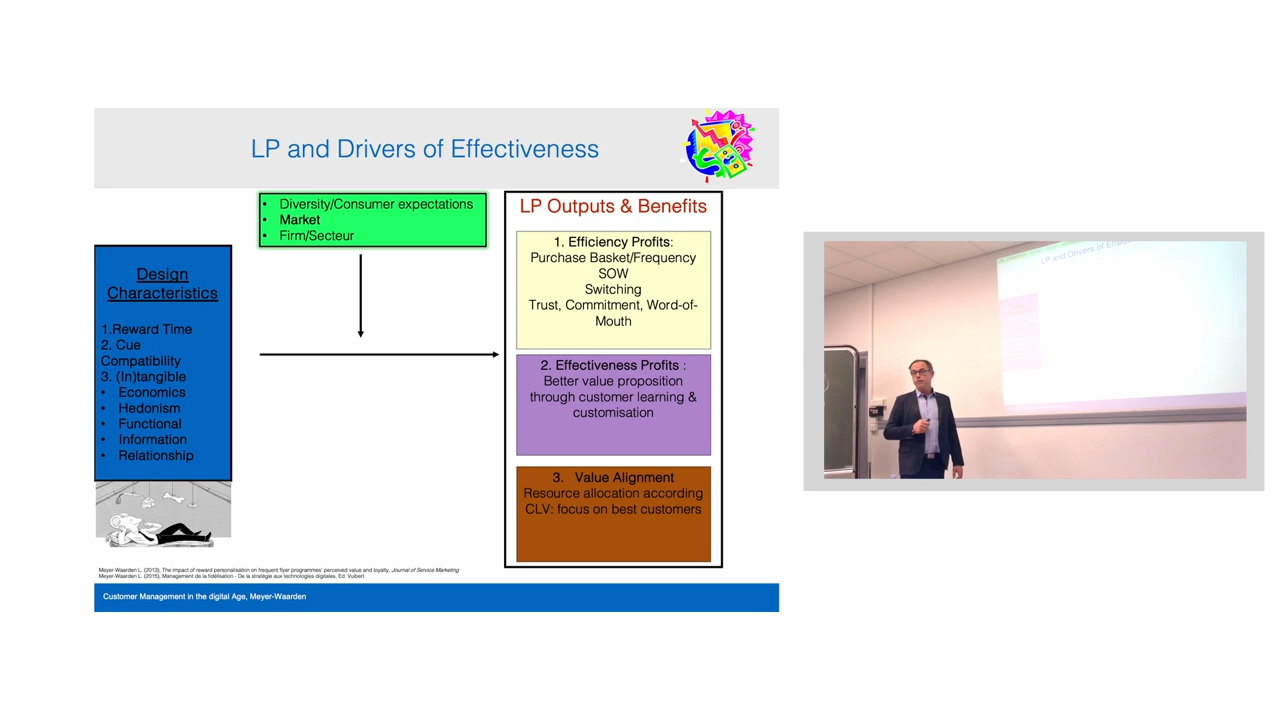 LP and Drivers of Effectiveness
• Diversity/Consumer expectations
• Market
• Firm/Secteur
Design
Characteristics
1.Reward Time
2. Cue
Compatibility
3. (In)tangible
• Economics
• Hedonism
• Functional
• Information
• Relationship
LP Outputs & Benefits
1. Efficiency Profits:
Purchase Basket/Frequency
SOW
Switching
Trust, Commitment, Word-of-
Mouth
2. Effectiveness Profits :
Better value proposition
through customer learning &
customisation
3. Value Alignment
Resource allocation according
CLV: focus on best customers
Meyer-Waarden L. (2013), The impact of reward personalisation on frequent flyer programmes' perceived value and loyalty, Journal of Service Marketing
Meyer-Waarden L. (2015), Management de la fidélisation - De la stratégie aux technologies digitales, Ed. Vuibert
Customer Management in the digital Age, Meyer-Waarden
LP and Drivers of